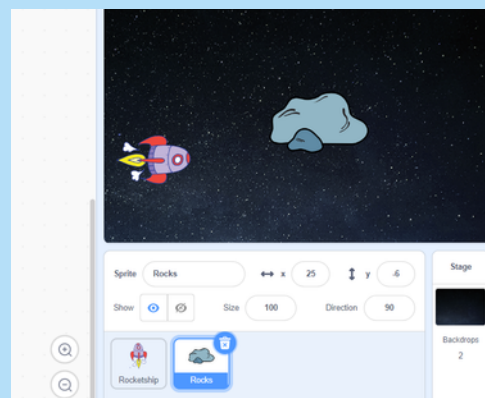 Sprite Rocks x 25 y -6 Stage
Show Size 100 Direction 90
Backdrops
2
Rocketship Rocks